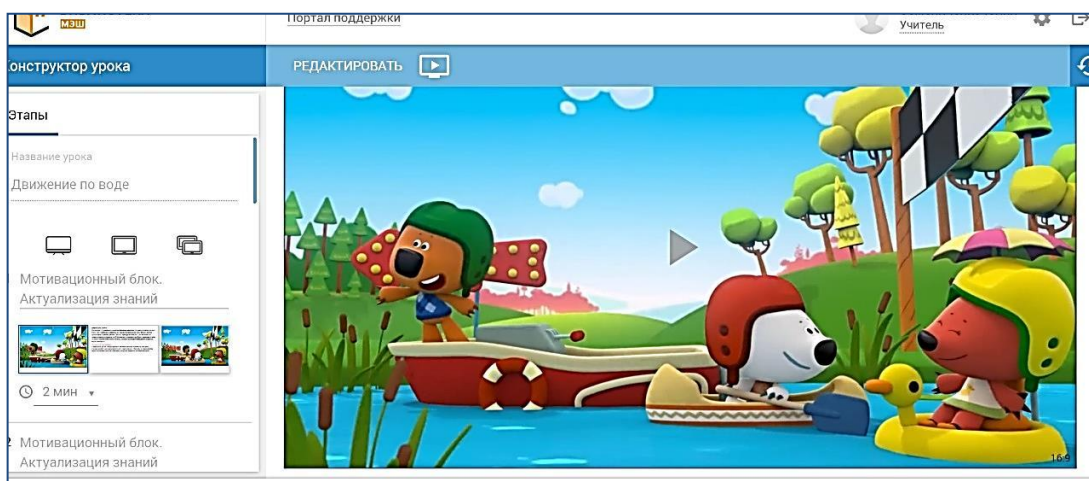 мэш
Портал поддержки
Учитель
Конструктор урока
РЕДАКТИРОВАТЬ
Этапы
Название урока
Движение по воде
Мотивационный блок.
Актуализация знаний
2 мин
2 Мотивационный блок.
Актуализация знаний
16:9